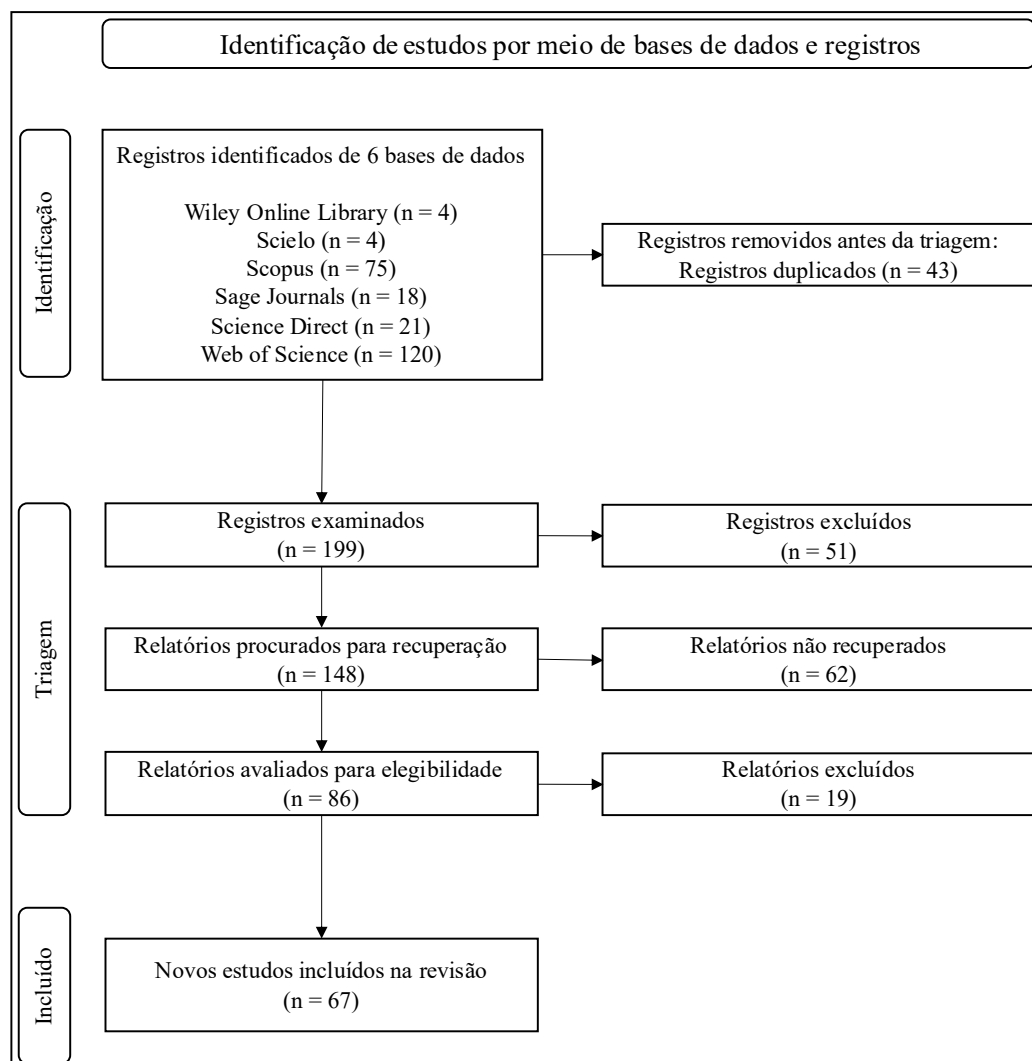 Identificação de estudos por meio de bases de dados e registros
Identificação
Registros identificados de 6 bases de dados
Wiley Online Library (n = 4)
Scielo (n = 4)
Scopus (n = 75)
Sage Journals (n = 18)
Science Direct (n = 21)
Web of Science (n = 120)
Registros removidos antes da triagem:
Registros duplicados (n = 43)
Triagem
Registros examinados
(n = 199)
Registros excluídos
(n = 51)
Relatórios procurados para recuperação
(n = 148)
Relatórios não recuperados
(n = 62)
Relatórios avaliados para elegibilidade
(n = 86)
Relatórios excluídos
(n = 19)
Incluído
Novos estudos incluídos na revisão
(n = 67)